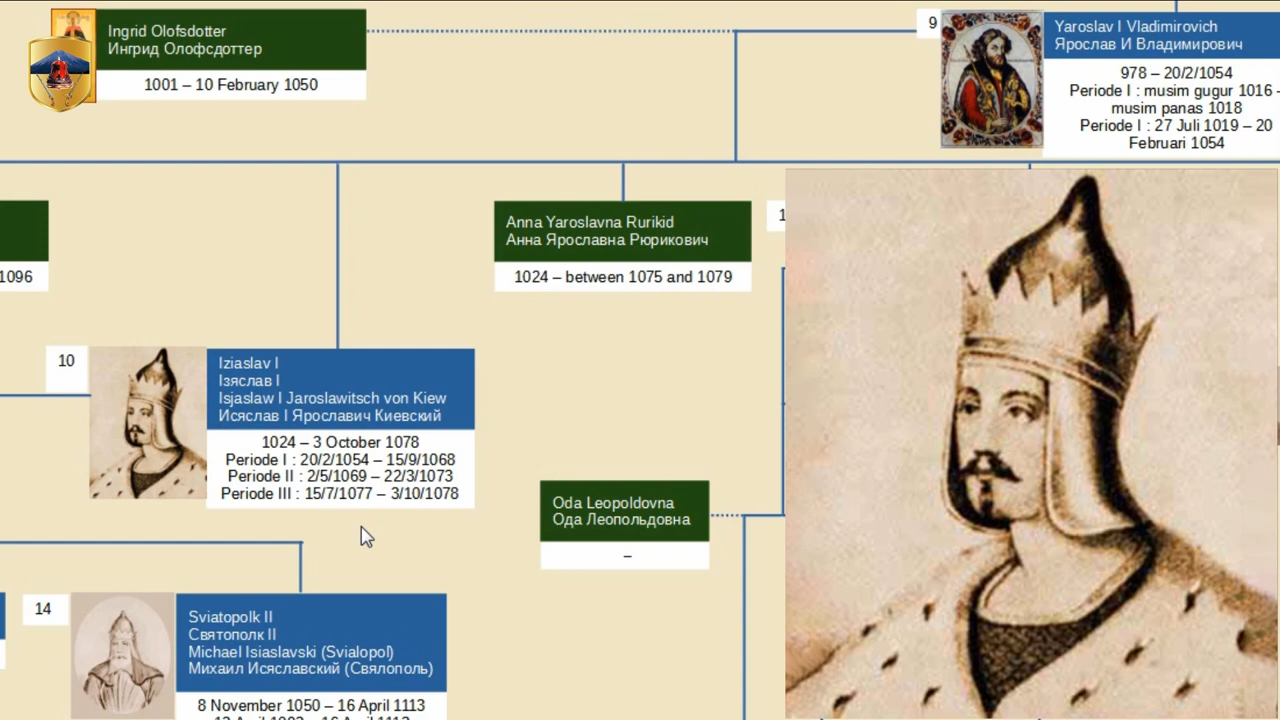 Ingrid Olofsdotter
Ингрид Олофсдоттер
1001 – 10 February 1050
9
Yaroslav I Vladimirovich
Ярослав И Владимирович
978 – 20/2/1054
Periode I : musim gugur 1016 -
musim panas 1018
Periode I : 27 Juli 1019 – 20
Februari 1054
1096
Anna Yaroslavna Rurikid
Анна Ярославна Рюрикович
1024 – between 1075 and 1079
1
10
Iziaslav I
Ізяслав I
Isjaslaw I Jaroslawitsch von Kiew
Исяслав I Ярославич Киевский
1024 – 3 October 1078
Periode I : 20/2/1054 – 15/9/1068
Periode II : 2/5/1069 – 22/3/1073
Periode III : 15/7/1077 – 3/10/1078
Oda Leopoldovna
Ода Леопольдовна
–
14
Sviatopolk II
Святополк II
Michael Isiaslavski (Svialopol)
Михаил Исяславский (Свялополь)
8 November 1050 – 16 April 1113